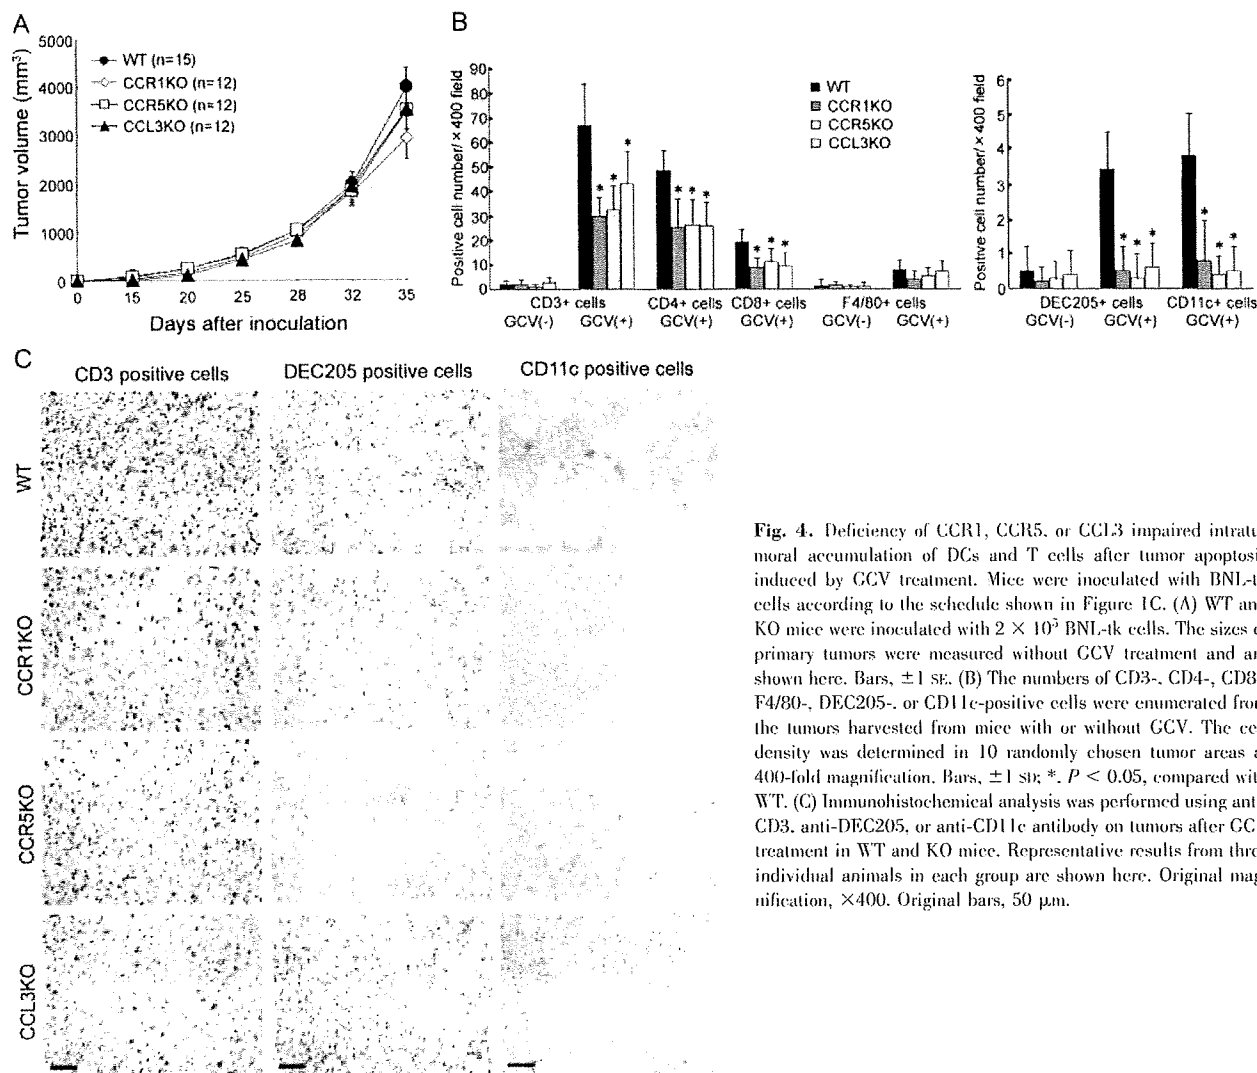 A
Tumor volume (mm³)
5000
4000
3000
2000
1000
0
WT (n=15)
CCR1KO (n=12)
CCR5KO (n=12)
CCL3KO (n=12)
*
0 15 20 25 28 32 35
Days after inoculation
B
Positive cell number/×400 field
90
80
70
60
50
40
30
20
10
0
WT
CCR1KO
CCR5KO
CCL3KO
* * *
* * *
* * *
CD3+ cells CD4+ cells CD8+ cells F4/80+ cells
GCV(-) GCV(+) GCV(+) GCV(+) GCV(-) GCV(+)
Positive cell number/×400 field
6
5
4
3
2
1
0
* * *
* * *
DEC205+ cells CD11c+ cells
GCV(-) GCV(+) GCV(+)
C
CD3 positive cells DEC205 positive cells CD11c positive cells
WT
CCR1KO
CCR5KO
CCL3KO
Fig. 4. Deficiency of CCR1, CCR5, or CCL3 impaired intratu
moral accumulation of DCs and T cells after tumor apoptosi
induced by GCV treatment. Mice were inoculated with BNL-t
cells according to the schedule shown in Figure 1C. (A) WT an
KO mice were inoculated with 2 × 10⁵ BNL-tk cells. The sizes o
primary tumors were measured without GCV treatment and ar
shown here. Bars, ±1 SE. (B) The numbers of CD3-, CD4-, CD8
F4/80-, DEC205-, or CD11c-positive cells were enumerated from
the tumors harvested from mice with or without GCV. The cel
density was determined in 10 randomly chosen tumor areas a
400-fold magnification. Bars, ±1 SD; *, P < 0.05, compared wit
WT. (C) Immunohistochemical analysis was performed using ant
CD3, anti-DEC205, or anti-CD11c antibody on tumors after GC
treatment in WT and KO mice. Representative results from thre
individual animals in each group are shown here. Original mag
nification, ×400. Original bars, 50 μm.